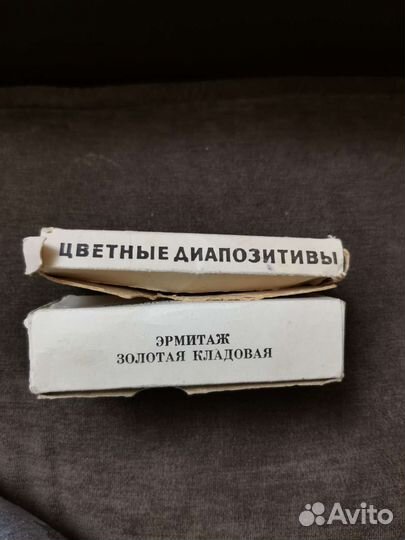 ЦВЕТНЫЕ ДИАПОЗИТИВЫ
ЭРМИТАЖ
ЗОЛОТАЯ КЛАДОВАЯ
Avito